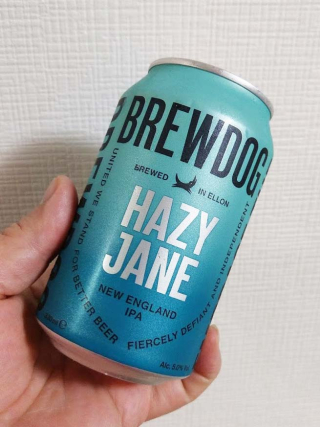 BREWDOG
BREWED IN ELLON
HAZY
JANE
NEW ENGLAND
IPA
UNITED WE STAND FOR BETTER BEER
FIERCELY DEFIANT AND INDEPENDENT